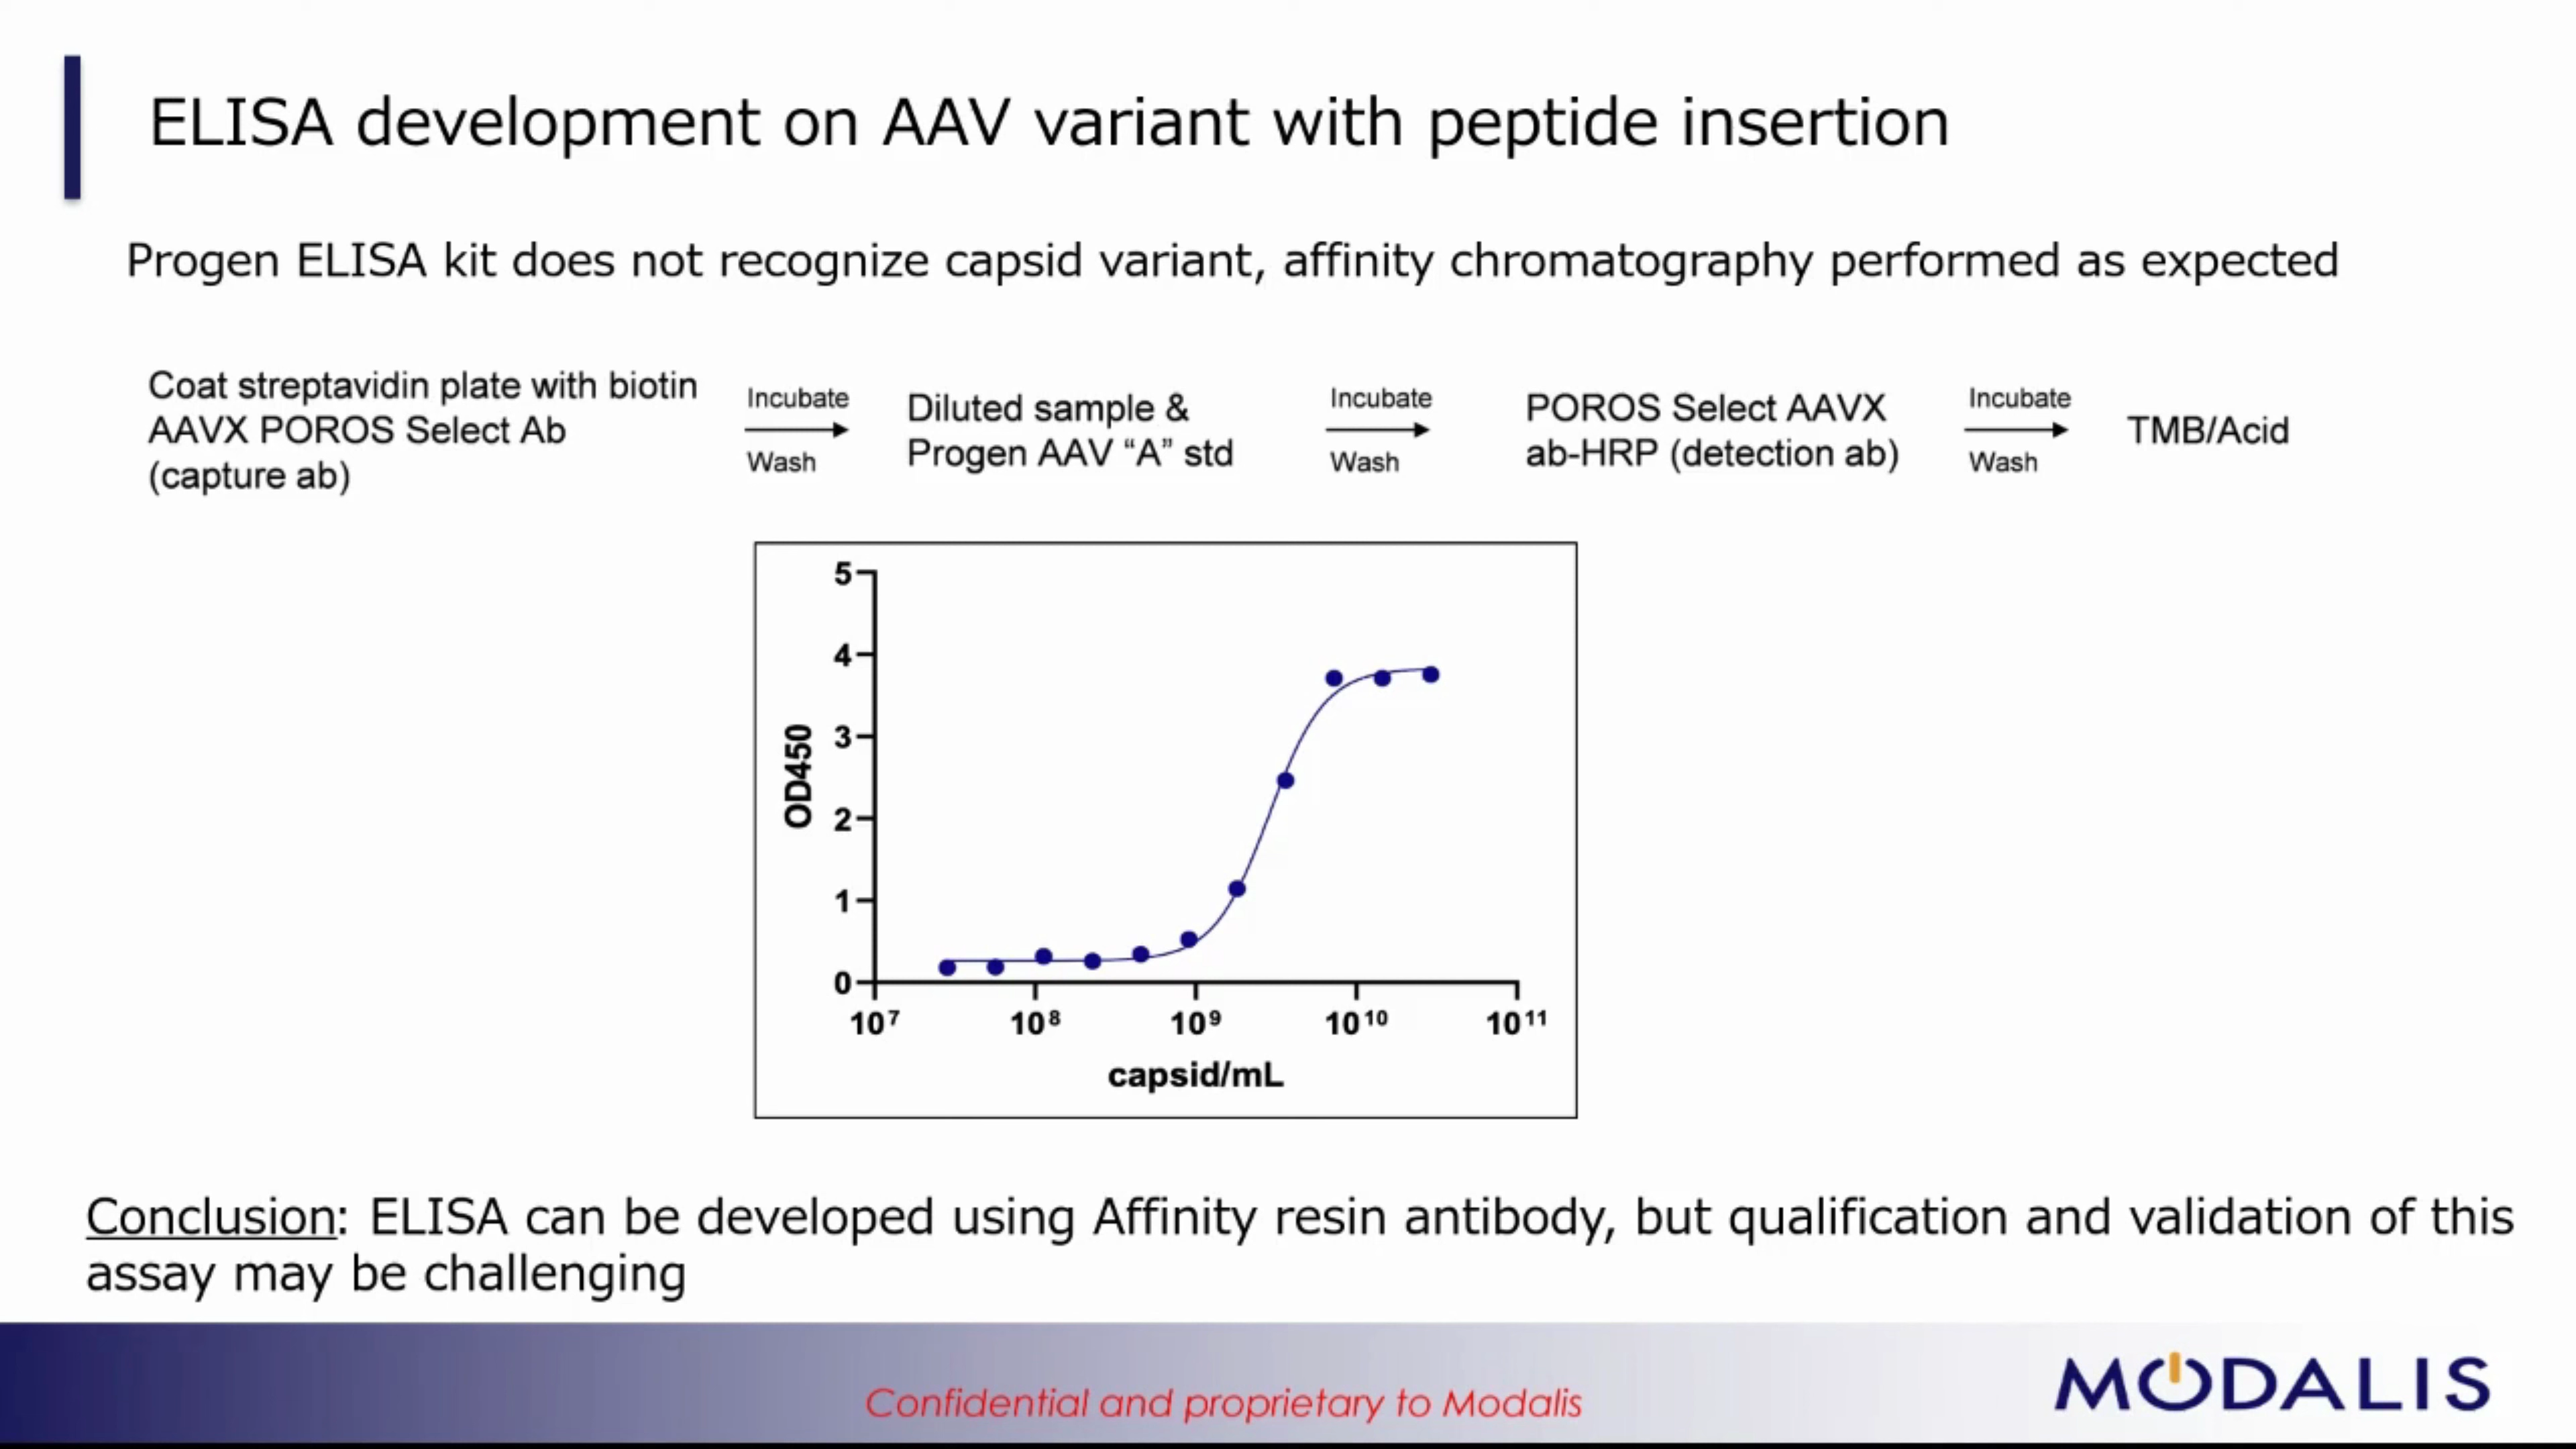 ELISA development on AAV variant with peptide insertion
Progen ELISA kit does not recognize capsid variant, affinity chromatography performed as expected
Coat streptavidin plate with biotin
AAVX POROS Select Ab
(capture ab)
Incubate
Wash
Diluted sample &
Progen AAV “A” std
Incubate
Wash
POROS Select AAVX
ab-HRP (detection ab)
Incubate
Wash
TMB/Acid
5
4
3
2
1
0
OD450
10⁷ 10⁸ 10⁹ 10¹⁰ 10¹¹
capsid/mL
Conclusion: ELISA can be developed using Affinity resin antibody, but qualification and validation of this
assay may be challenging
Confidential and proprietary to Modalis
MODALIS